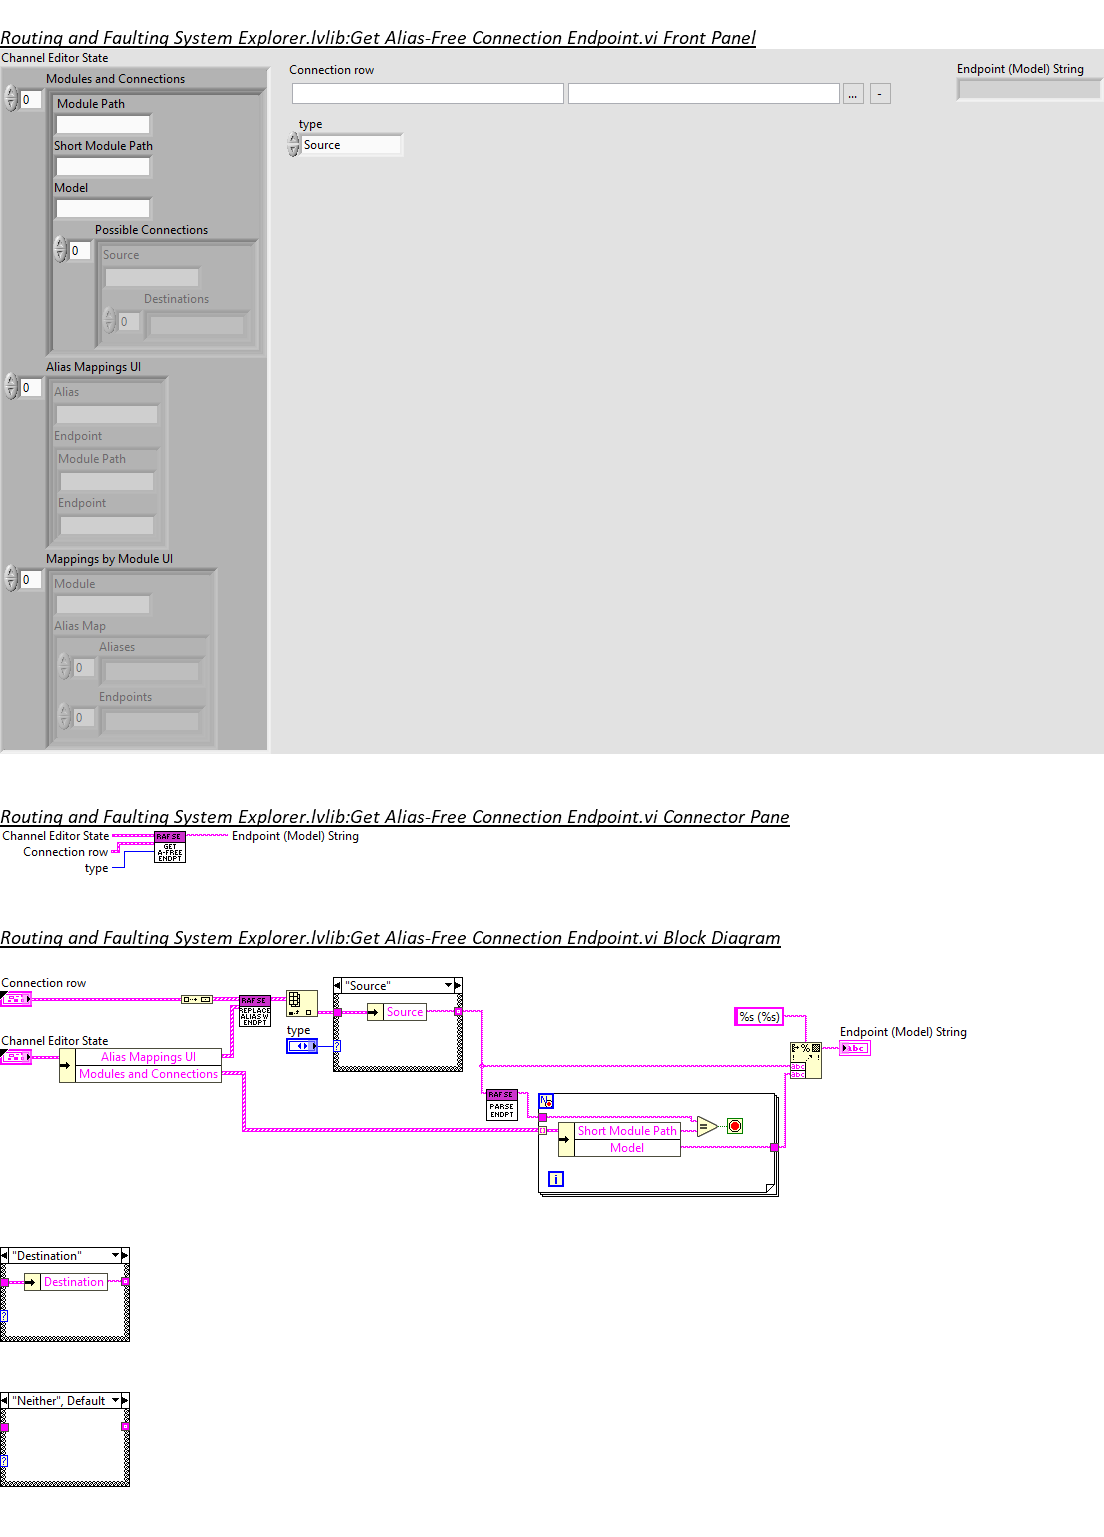 Routing and Faulting System Explorer.lvlib:Get Alias-Free Connection Endpoint.vi Front Panel
Channel Editor State
Modules and Connections
0
Module Path
Short Module Path
Model
Possible Connections
0
Source
Destinations
0
Alias Mappings UI
0
Alias
Endpoint
Module Path
Endpoint
Mappings by Module UI
0
Module
Alias Map
Aliases
0
Endpoints
0
Connection row
... -
type
Source
Endpoint (Model) String
Routing and Faulting System Explorer.lvlib:Get Alias-Free Connection Endpoint.vi Connector Pane
Channel Editor State
Connection row
type
RAFSE
GET
A-FREE
ENDPT
Endpoint (Model) String
Routing and Faulting System Explorer.lvlib:Get Alias-Free Connection Endpoint.vi Block Diagram
Connection row
Channel Editor State
Alias Mappings UI
Modules and Connections
RAFSE
REPLACE
ALIAS W
ENDPT
type
"Source"
Source
?
RAFSE
PARSE
ENDPT
N
Short Module Path
Model
=
i
%s (%s)
%
abc
abc
Endpoint (Model) String
abc
"Destination"
Destination
?
"Neither", Default
?